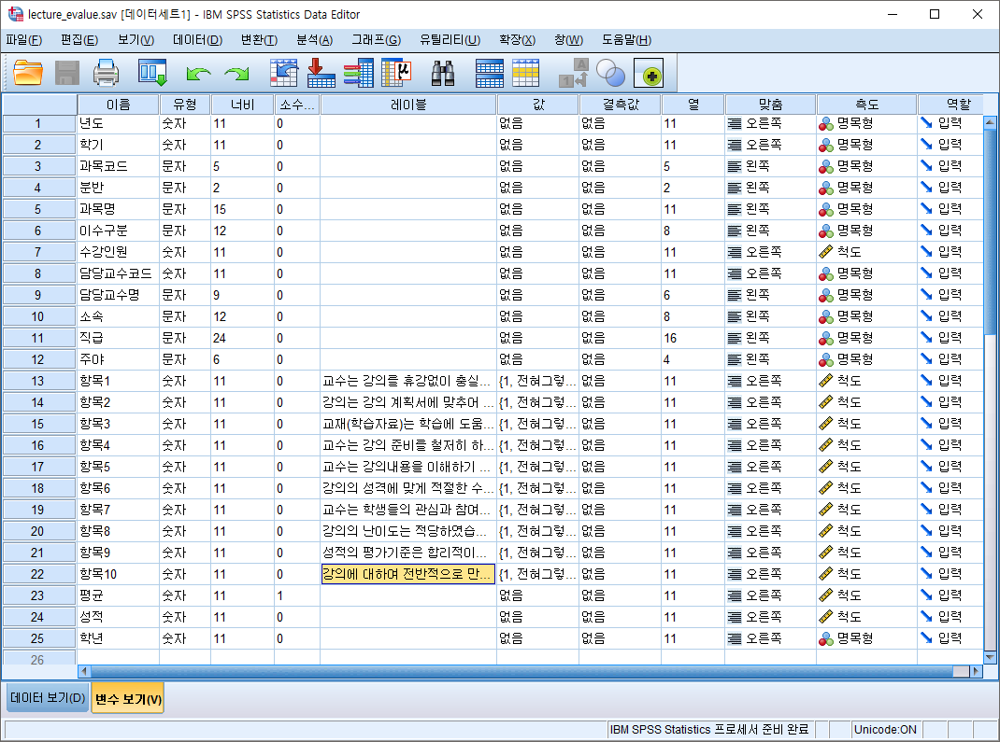 lecture_evalue.sav [데이터세트1] - IBM SPSS Statistics Data Editor
파일(F) 편집(E) 보기(V) 데이터(D) 변환(T) 분석(A) 그래프(G) 유틸리티(U) 확장(X) 창(W) 도움말(H)
이름 유형 너비 소수... 레이블 값 결측값 열 맞춤 측도 역할
1 년도 숫자 11 0 없음 없음 11 오른쪽 명목형 입력
2 학기 숫자 11 0 없음 없음 11 오른쪽 명목형 입력
3 과목코드 문자 5 0 없음 없음 5 왼쪽 명목형 입력
4 분반 문자 2 0 없음 없음 2 왼쪽 명목형 입력
5 과목명 문자 15 0 없음 없음 11 왼쪽 명목형 입력
6 이수구분 문자 12 0 없음 없음 8 왼쪽 명목형 입력
7 수강인원 숫자 11 0 없음 없음 11 오른쪽 척도 입력
8 담당교수코드 숫자 11 0 없음 없음 11 오른쪽 명목형 입력
9 담당교수명 문자 9 0 없음 없음 6 왼쪽 명목형 입력
10 소속 문자 12 0 없음 없음 8 왼쪽 명목형 입력
11 직급 문자 24 0 없음 없음 16 왼쪽 명목형 입력
12 주야 문자 6 0 없음 없음 4 왼쪽 명목형 입력
13 항목1 숫자 11 0 교수는 강의를 휴강없이 충실... {1, 전혀그렇... 없음 11 오른쪽 척도 입력
14 항목2 숫자 11 0 강의는 강의 계획서에 맞추어 ... {1, 전혀그렇... 없음 11 오른쪽 척도 입력
15 항목3 숫자 11 0 교재(학습자료)는 학습에 도움... {1, 전혀그렇... 없음 11 오른쪽 척도 입력
16 항목4 숫자 11 0 교수는 강의 준비를 철저히 하... {1, 전혀그렇... 없음 11 오른쪽 척도 입력
17 항목5 숫자 11 0 교수는 강의내용을 이해하기 ... {1, 전혀그렇... 없음 11 오른쪽 척도 입력
18 항목6 숫자 11 0 강의의 성격에 맞게 적절한 수... {1, 전혀그렇... 없음 11 오른쪽 척도 입력
19 항목7 숫자 11 0 교수는 학생들의 관심과 참여... {1, 전혀그렇... 없음 11 오른쪽 척도 입력
20 항목8 숫자 11 0 강의의 난이도는 적당하였습... {1, 전혀그렇... 없음 11 오른쪽 척도 입력
21 항목9 숫자 11 0 성적의 평가기준은 합리적이... {1, 전혀그렇... 없음 11 오른쪽 척도 입력
22 항목10 숫자 11 0 강의에 대하여 전반적으로 만... {1, 전혀그렇... 없음 11 오른쪽 척도 입력
23 평균 숫자 11 1 없음 없음 11 오른쪽 척도 입력
24 성적 숫자 11 0 없음 없음 11 오른쪽 척도 입력
25 학년 숫자 11 0 없음 없음 11 오른쪽 명목형 입력
26
데이터 보기(D) 변수 보기(V)
IBM SPSS Statistics 프로세서 준비 완료 Unicode:ON